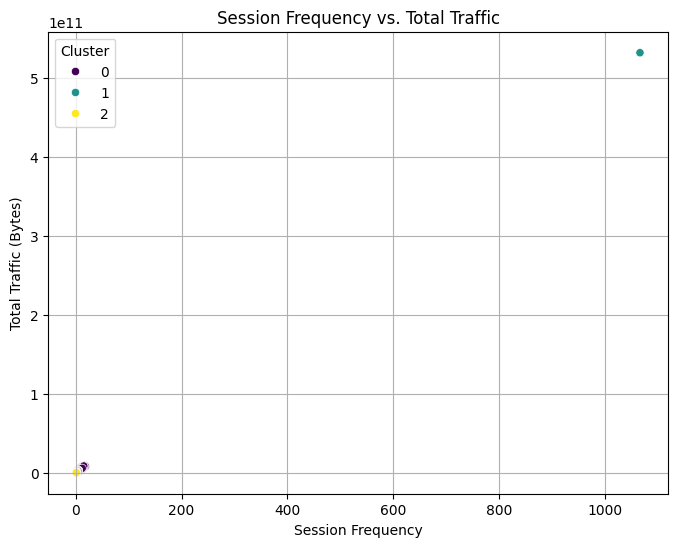 Session Frequency vs. Total Traffic
1e11
Cluster
0
1
2
5
4
3
2
1
0
Total Traffic (Bytes)
0 200 400 600 800 1000
Session Frequency